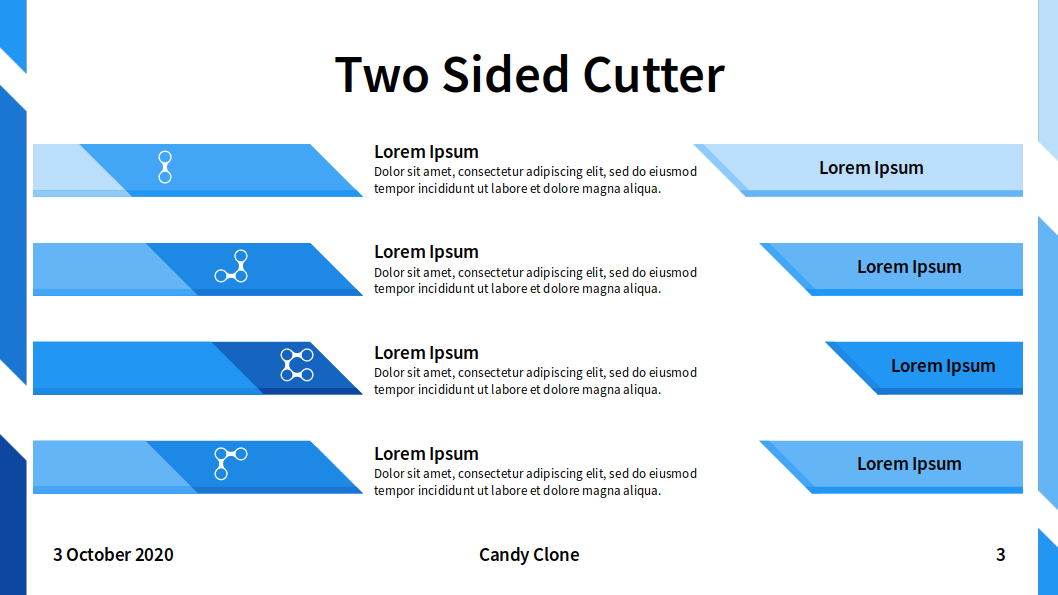 Two Sided Cutter
Lorem Ipsum
Dolor sit amet, consectetur adipiscing elit, sed do eiusmod
tempor incididunt ut labore et dolore magna aliqua.
Lorem Ipsum
Lorem Ipsum
Dolor sit amet, consectetur adipiscing elit, sed do eiusmod
tempor incididunt ut labore et dolore magna aliqua.
Lorem Ipsum
Lorem Ipsum
Dolor sit amet, consectetur adipiscing elit, sed do eiusmod
tempor incididunt ut labore et dolore magna aliqua.
Lorem Ipsum
Lorem Ipsum
Dolor sit amet, consectetur adipiscing elit, sed do eiusmod
tempor incididunt ut labore et dolore magna aliqua.
Lorem Ipsum
3 October 2020
Candy Clone
3